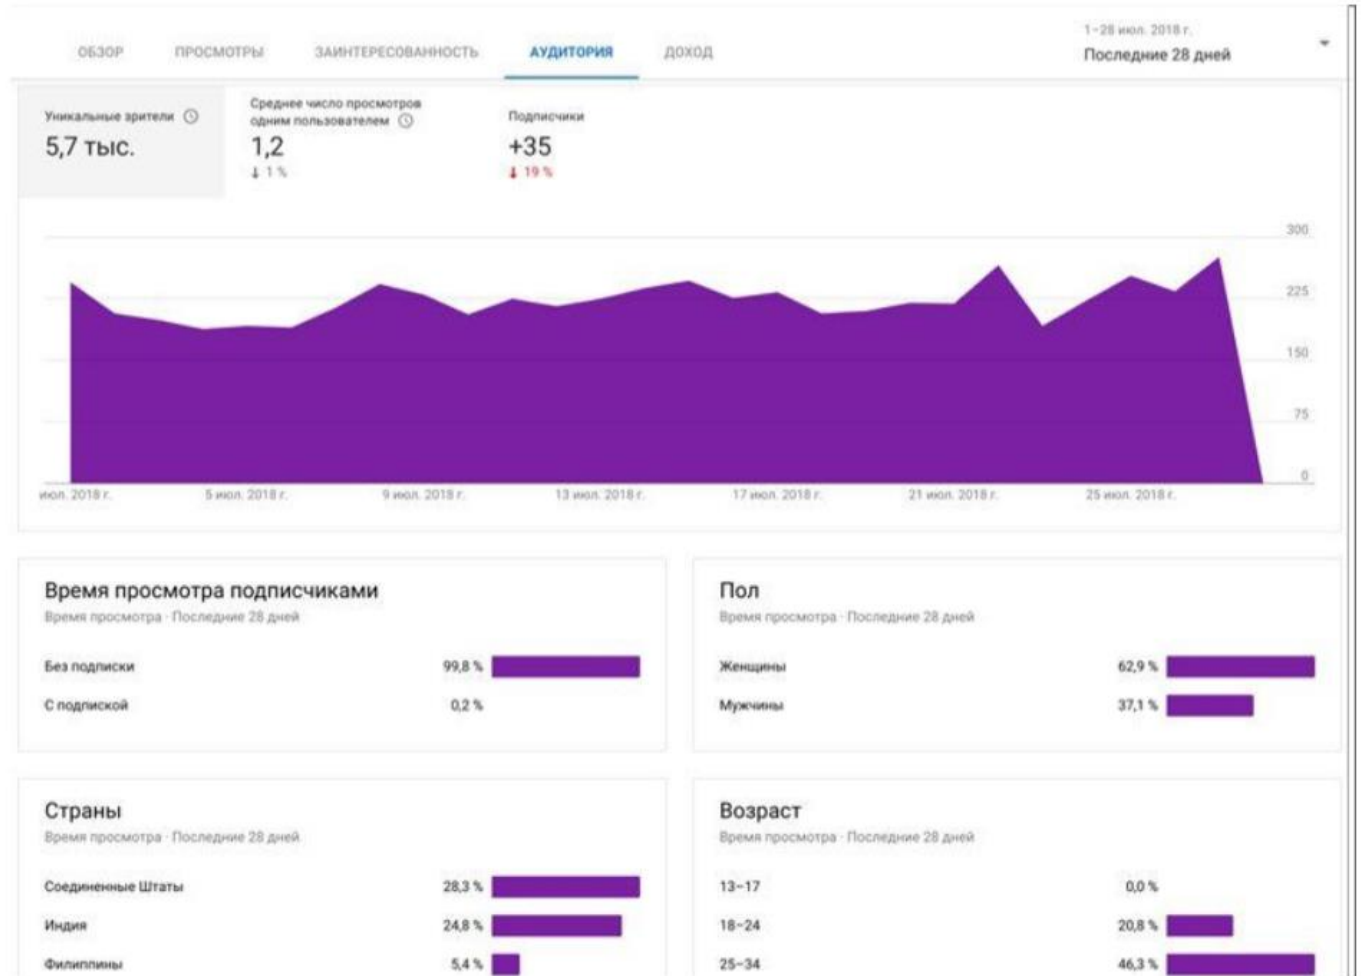 1–28 июл. 2018 г.
ОБЗОР ПРОСМОТРЫ ЗАИНТЕРЕСОВАННОСТЬ АУДИТОРИЯ ДОХОД
Последние 28 дней
Уникальные зрители
5,7 тыс.
Среднее число просмотров
одним пользователем
1,2
↓ 1 %
Подписчики
+35
↓ 19 %
300
225
150
75
0
июл. 2018 г. 5 июл. 2018 г. 9 июл. 2018 г. 13 июл. 2018 г. 17 июл. 2018 г. 21 июл. 2018 г. 25 июл. 2018 г.
Время просмотра подписчиками
Время просмотра · Последние 28 дней
Без подписки 99,8 %
С подпиской 0,2 %
Пол
Время просмотра · Последние 28 дней
Женщины 62,9 %
Мужчины 37,1 %
Страны
Время просмотра · Последние 28 дней
Соединенные Штаты 28,3 %
Индия 24,8 %
Филиппины 5,4 %
Возраст
Время просмотра · Последние 28 дней
13–17 0,0 %
18–24 20,8 %
25–34 46,3 %